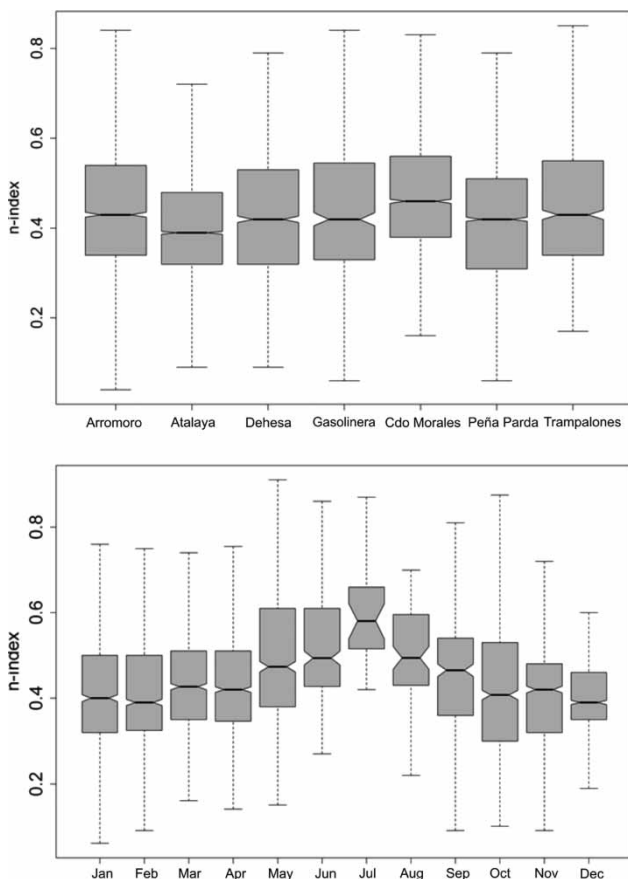 0.8
0.6
0.4
0.2
n-index
Arromoro Atalaya Dehesa Gasolinera Cdo Morales Peña Parda Trampalones
0.8
0.6
0.4
0.2
n-index
Jan Feb Mar Apr May Jun Jul Aug Sep Oct Nov Dec